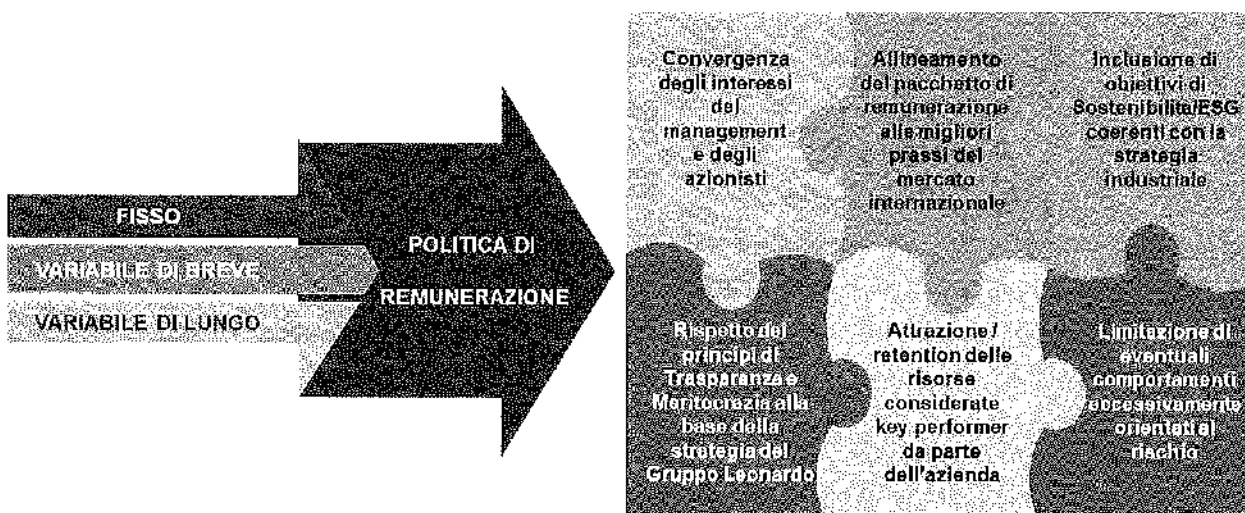 FISSO
VARIABILE DI BREVE
VARIABILE DI LUNGO
POLITICA DI
REMUNERAZIONE
Convergenza
degli interessi
del
management
e degli
azionisti
Allineamento
del pacchetto di
remunerazione
alle migliori
prassi del
mercato
internazionale
Inclusione di
obiettivi di
Sostenibilità/ESG
coerenti con la
strategia
industriale
Rispetto dei
principi di
Trasparenza e
Meritocrazia alla
base della
strategia del
Gruppo Leonardo
Attrazione /
retention delle
risorse
considerate
key performer
da parte
dell'azienda
Limitazione di
eventuali
comportamenti
eccessivamente
orientati al
rischio